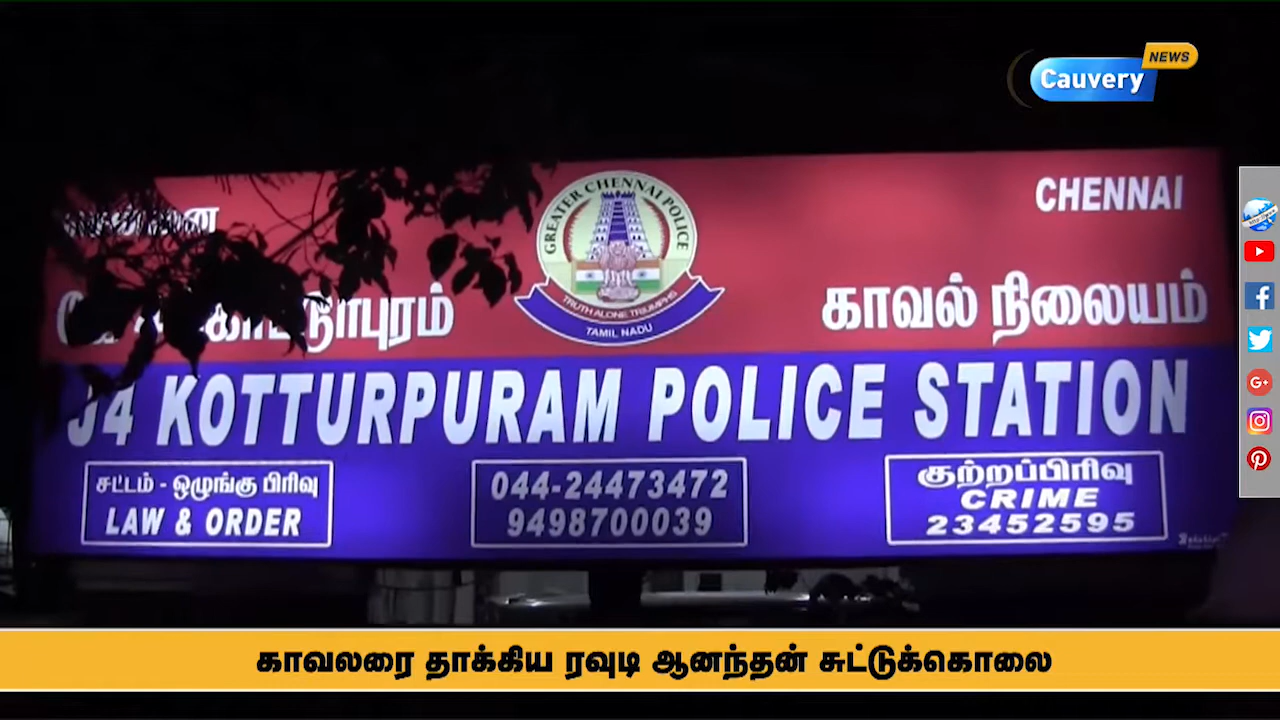 NEWS
Cauvery
CHENNAI
GREATER CHENNAI POLICE
TRUTH ALONE TRIUMPHS
TAMIL NADU
காவல் நிலையம்
J4 KOTTURPURAM POLICE STATION
சட்டம் - ஒழுங்கு பிரிவு
LAW & ORDER
044-24473472
9498700039
குற்றப்பிரிவு
CRIME
23452595
காவலரை தாக்கிய ரவுடி ஆனந்தன் சுட்டுக்கொலை